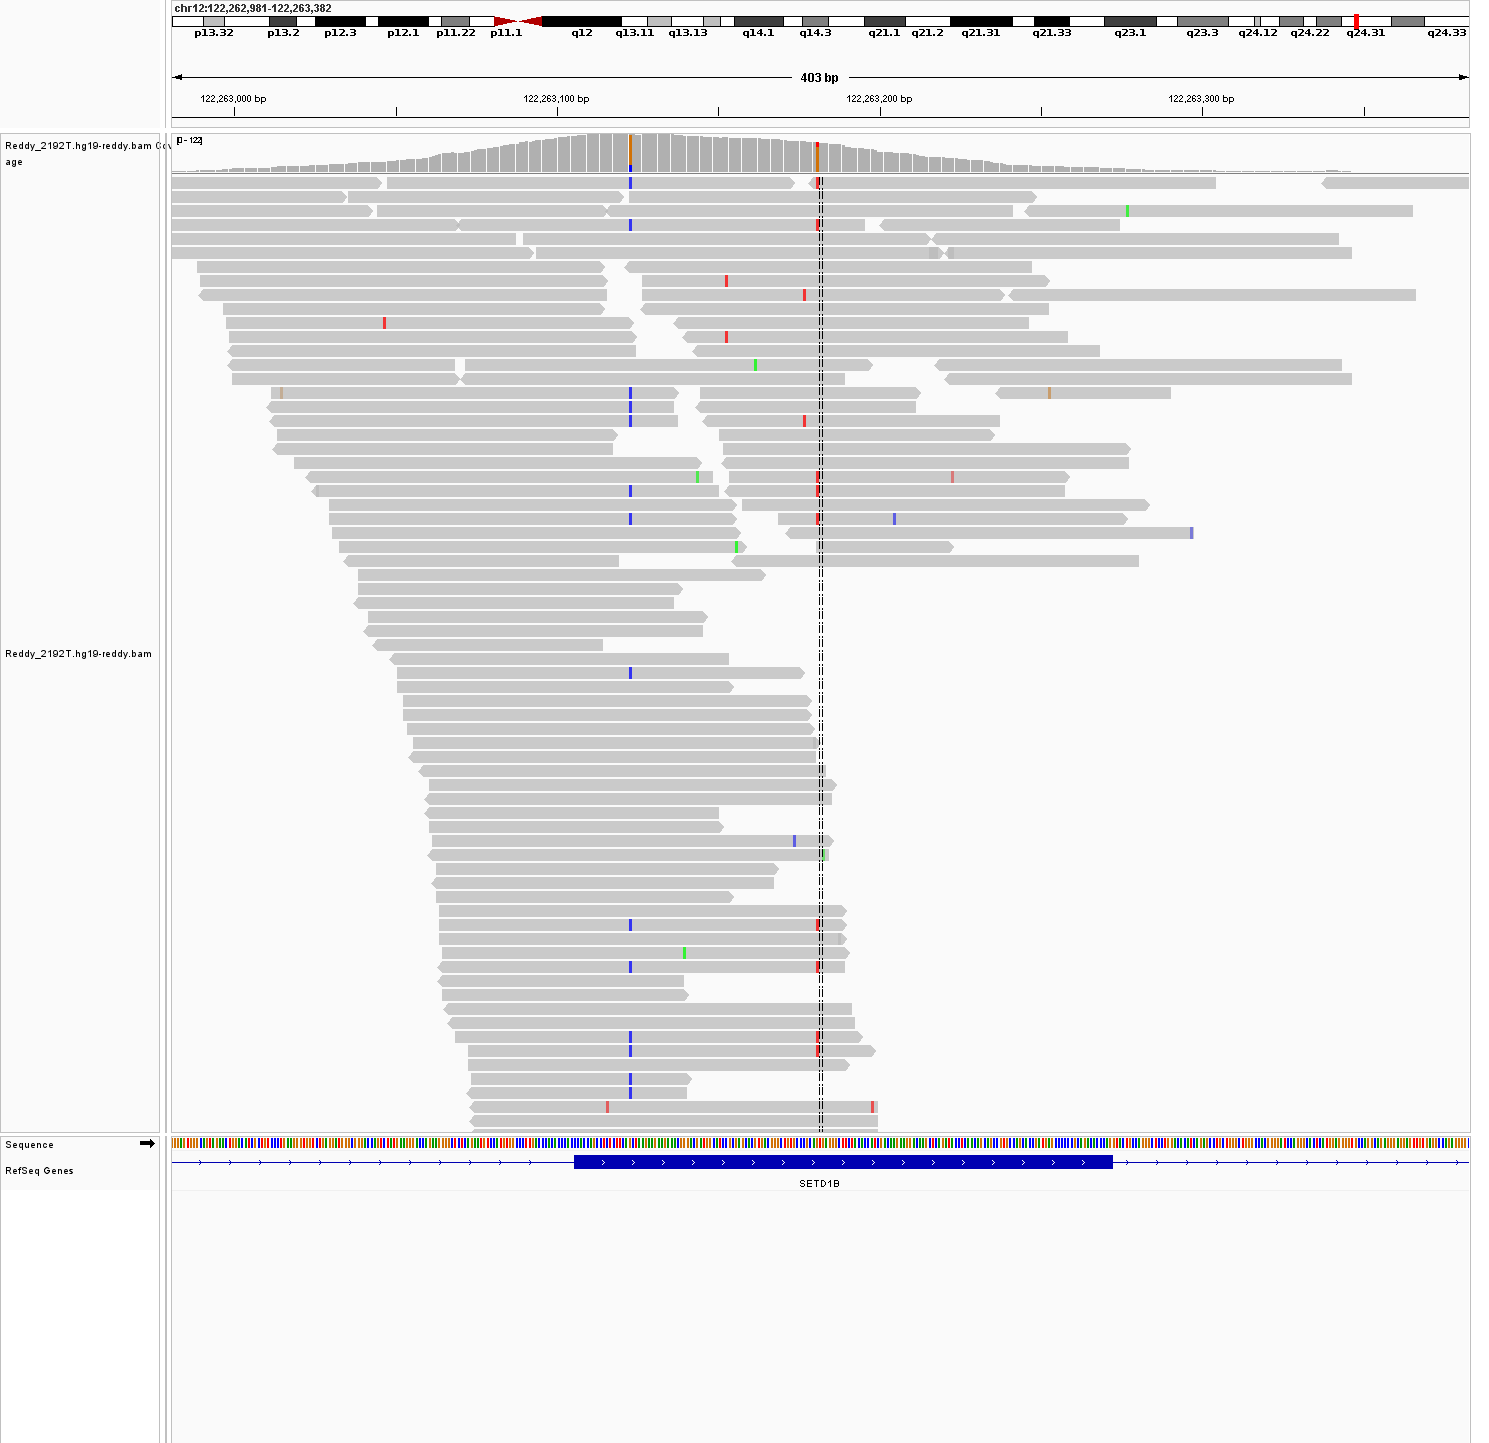 chr12:122,262,981-122,263,382
p13.32 p13.2 p12.3 p12.1 p11.22 p11.1 q12 q13.11 q13.13 q14.1 q14.3 q21.1 q21.2 q21.31 q21.33 q23.1 q23.3 q24.12 q24.22 q24.31 q24.33
403 bp
122,263,000 bp 122,263,100 bp 122,263,200 bp 122,263,300 bp
[0 - 122]
Reddy_2192T.hg19-reddy.bam Cov
age
Reddy_2192T.hg19-reddy.bam
Sequence
RefSeq Genes
SETD1B